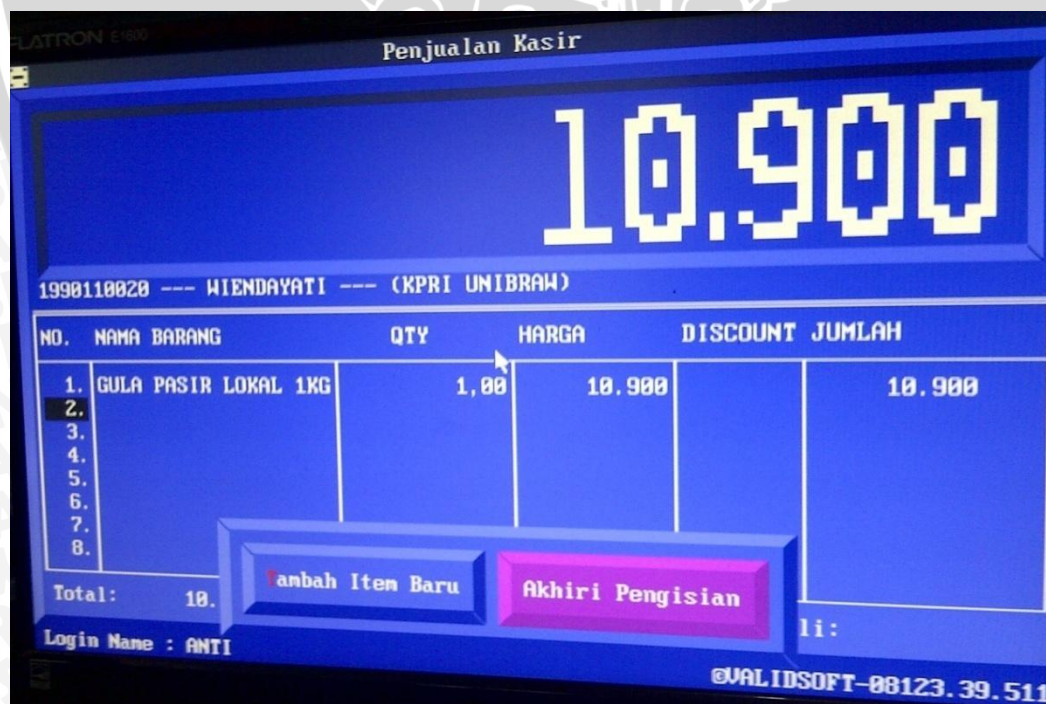 FLATRON E1600
Penjualan Kasir
10.900
1990110020 --- WIENDAYATI --- (KPRI UNIBRAW)
NO. NAMA BARANG QTY HARGA DISCOUNT JUMLAH
1. GULA PASIR LOKAL 1KG 1,00 10.900 10.900
2.
3.
4.
5.
6.
7.
8.
Tambah Item Baru Akhiri Pengisian
Total: 10. li:
Login Name : ANTI
©VALIDSOFT-08123.39.511